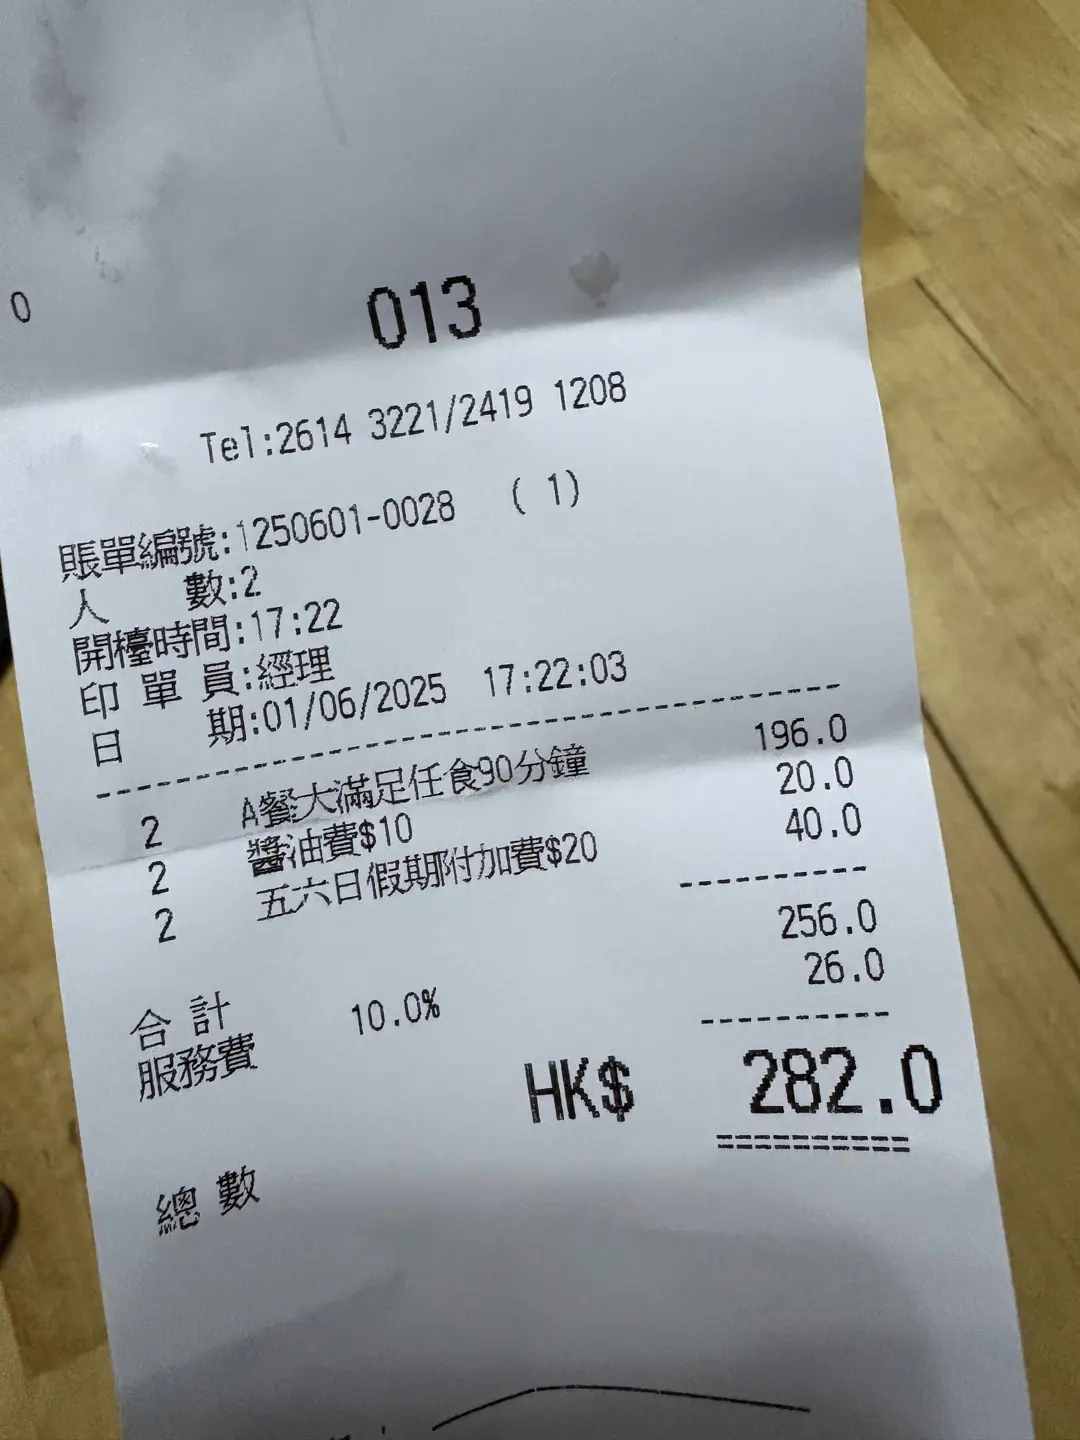 0
013
Tel:2614 3221/2419 1208
賬單編號:1250601-0028 ( 1)
人 數:2
開檯時間:17:22
印單員:經理
日 期:01/06/2025 17:22:03
2 A餐大滿足任食90分鐘 196.0
2 醬油費$10 20.0
2 五六日假期附加費$20 40.0
合計 256.0
服務費 10.0% 26.0
總數 HK$ 282.0